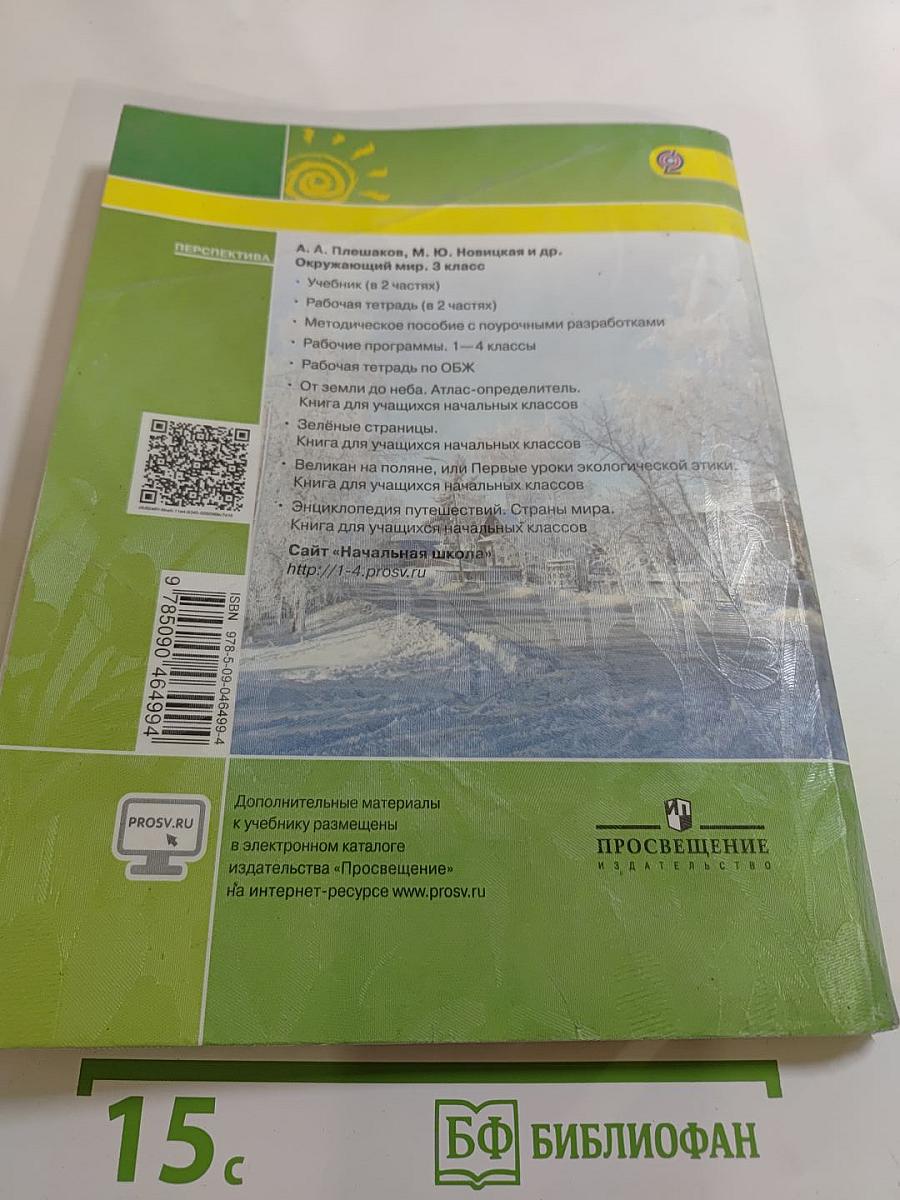 ПЕРСПЕКТИВА
А. А. Плешаков, М. Ю. Новицкая и др.
Окружающий мир. 3 класс
• Учебник (в 2 частях)
• Рабочая тетрадь (в 2 частях)
• Методическое пособие с поурочными разработками
• Рабочие программы. 1—4 классы
• Рабочая тетрадь по ОБЖ
• От земли до неба. Атлас-определитель.
Книга для учащихся начальных классов
• Зелёные страницы.
Книга для учащихся начальных классов
• Великан на поляне, или Первые уроки экологической этики.
Книга для учащихся начальных классов
• Энциклопедия путешествий. Страны мира.
Книга для учащихся начальных классов
Сайт «Начальная школа»
http://1-4.prosv.ru
ISBN 978-5-09-046499-4
9 785090 464994
PROSV.RU
Дополнительные материалы
к учебнику размещены
в электронном каталоге
издательства «Просвещение»
на интернет-ресурсе www.prosv.ru
ИП
ПРОСВЕЩЕНИЕ
ИЗДАТЕЛЬСТВО
15 с
БФ БИБЛИОФАН